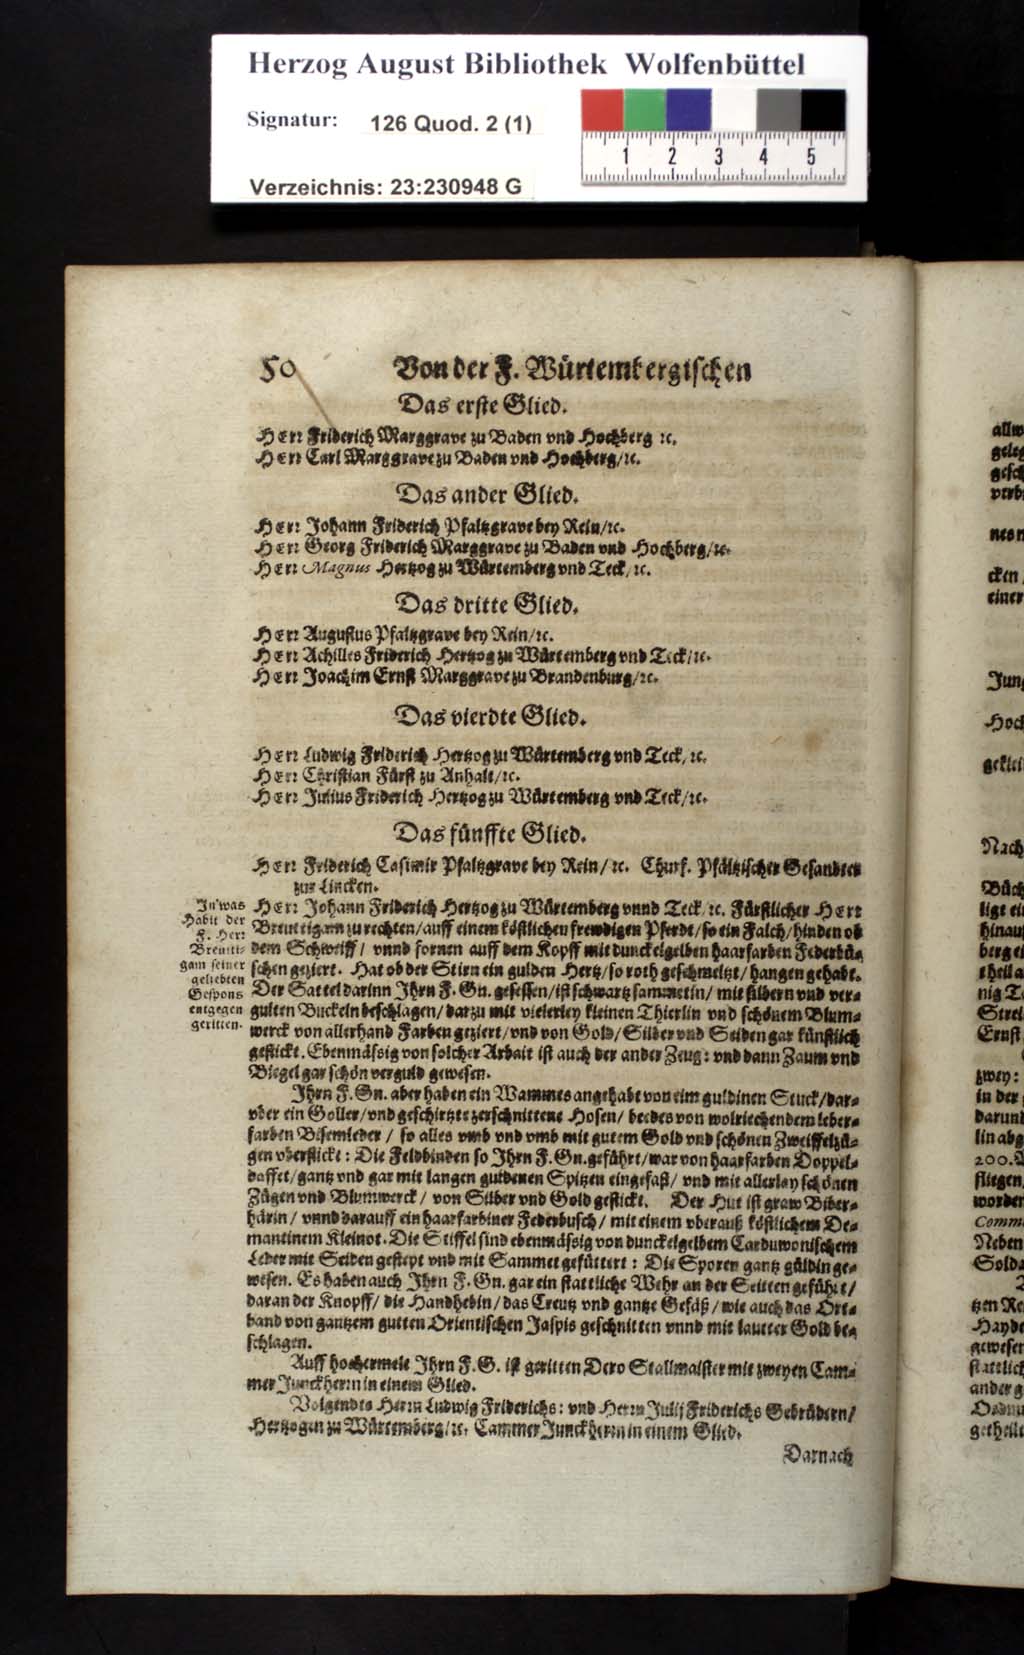 Herzog August Bibliothek Wolfenbüttel
Signatur: 126 Quod. 2 (1)
1 2 3 4 5
Verzeichnis: 23:230948 G
50 Von der F. Würtembergischen
Das erste Glied.
HErr Friderich Marggrave zu Baden vnd Hochberg ꝛc.
HErr Carl Marggrave zu Baden vnd Hochberg/ꝛc.
Das ander Glied.
HErr Johann Friderich Pfaltzgrave bey Rein/ꝛc.
HErr Georg Friderich Marggrave zu Baden vnd Hochberg/ꝛc.
HErr Magnus Hertzog zu Würtemberg vnd Teck/ꝛc.
Das dritte Glied.
HErr Augustus Pfaltzgrave bey Rein/ꝛc.
HErr Achilles Friderich Hertzog zu Würtemberg vnd Teck/ꝛc.
HErr Joachim Ernst Marggrave zu Brandenburg/ꝛc.
Das vierdte Glied.
HErr Ludwig Friderich Hertzog zu Würtemberg vnd Teck/ꝛc.
HErr Christian Fürst zu Anhalt/ꝛc.
HErr Julius Friderich Hertzog zu Würtemberg vnd Teck/ꝛc.
Das fünffte Glied.
HErr Friderich Casimir Pfaltzgrave bey Rein/ꝛc. Churf. Pfältzischer Gesandter
zur Lincken.
In was
Habit der
F. Herr
Breuti-
gam seiner
geliebten
Gespons
entgegen
geritten.
HErr Johann Friderich Hertzog zu Würtemberg vnnd Teck/ꝛc. Fürstlicher HErr
Breuttigam zu rechten/auff einem köstlichen frewdigen Pferdt/so ein Falch/hinden ob
dem Schweiff/ vnnd fornen auff dem Kopff mit dunckelgelben haarfarben Federbü-
schen geziert. Hat ob der Stirn ein gulden Hertz/so roth geschmeltzt/hangen gehabt.
Der Sattel darinn Ihrn F. Gn. gesessen/ist schwartz sammetin/ mit silbern vnd ver-
gulten Buckeln beschlagen/darzu mit vielerley kleinen Thierlin vnd schönem Blum-
werck von allerhand Farben geziert/vnd von Gold/Silber vnd Seiden gar künstlich
gestickt. Ebenmässig von solcher Arbait ist auch der ander Zeug: vnd dann Zaum vnd
Biegel gar schön verguld gewesen.
Ihrn F. Gn. aber haben ein Wammes angehabt von eim guldinen Stuck/dar-
vber ein Goller/vnd geschirtzte zerschnittene Hosen/ beedes von wolriechendem leber-
farben Bisemleder/ so alles vmb vnd vmb mit gutem Gold vnd schönen Zweiffelzü-
gen vberstickt: Die Feldbinden so Ihrn F. Gn. geführt/war von haarfarben Doppel-
daffet/gantz vnd gar mit langen guldenen Spitzen eingefaßt/ vnd mit allerlay schönen
Zügen vnd Blumwerck/ von Silber vnd Gold gestickt. Der Hut ist graw Biber-
härin/ vnnd darauff ein haarfarbiner Federbusch/ mit einem vberauß köstlichem De-
mantinem Kleinot. Die Stiffel sind ebenmässig von dunckelgelbem Carduwonischem
Leder mit Seiden gestept vnd mit Sammet gefüttert: Die Sporen gantz güldin ge-
wesen. Es haben auch Ihrn F. Gn. gar ein stattliche Wehr an der Seitten geführt/
daran der Knopff/ die Handhebin/das Creutz vnd gantze Gefäß/wie auch das Ort-
band von gantzem gutten Orientischen Jaspis geschnitten vnnd mit lautter Gold be-
schlagen.
Auff hochermelt Ihrn F. G. ist geritten Dero Stallmaister mit zweyen Cam-
mer Junckherrn in einem Glied.
Volgendts Herrn Ludwig Friderichs: vnd Herrn Julij Friderichs Gebrüdern/
Hertzogen zu Würtemberg/ꝛc. Cammer Junckherrn in einem Glied.
Darnach